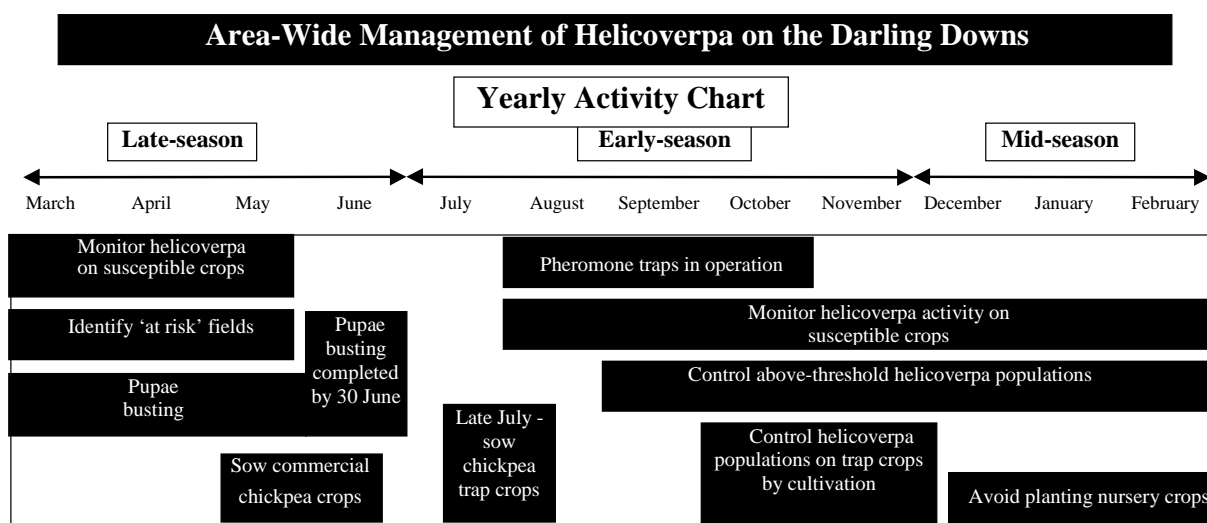 Area-Wide Management of Helicoverpa on the Darling Downs
Yearly Activity Chart
Late-season
Early-season
Mid-season
March April May June July August September October November December January February
Monitor helicoverpa
on susceptible crops
Pheromone traps in operation
Identify ‘at risk’ fields
Monitor helicoverpa activity on
susceptible crops
Pupae
busting
Pupae
busting
completed
by 30 June
Control above-threshold helicoverpa populations
Sow commercial
chickpea crops
Late July -
sow
chickpea
trap crops
Control helicoverpa
populations on trap crops
by cultivation
Avoid planting nursery crops